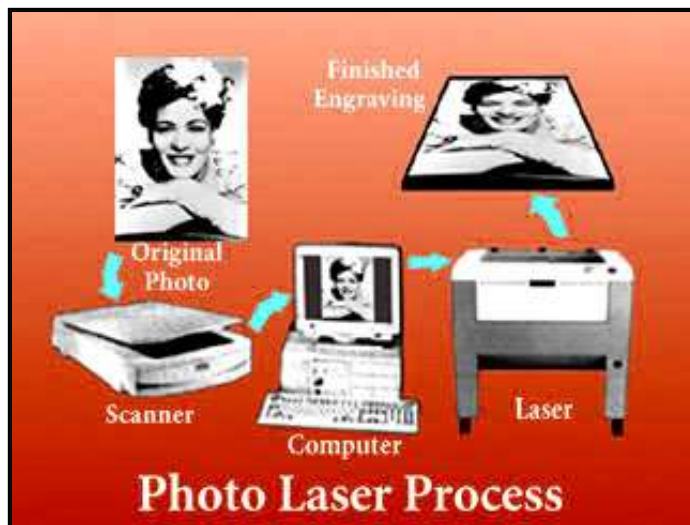 Original
Photo
Scanner
Computer
Laser
Finished
Engraving
Photo Laser Process